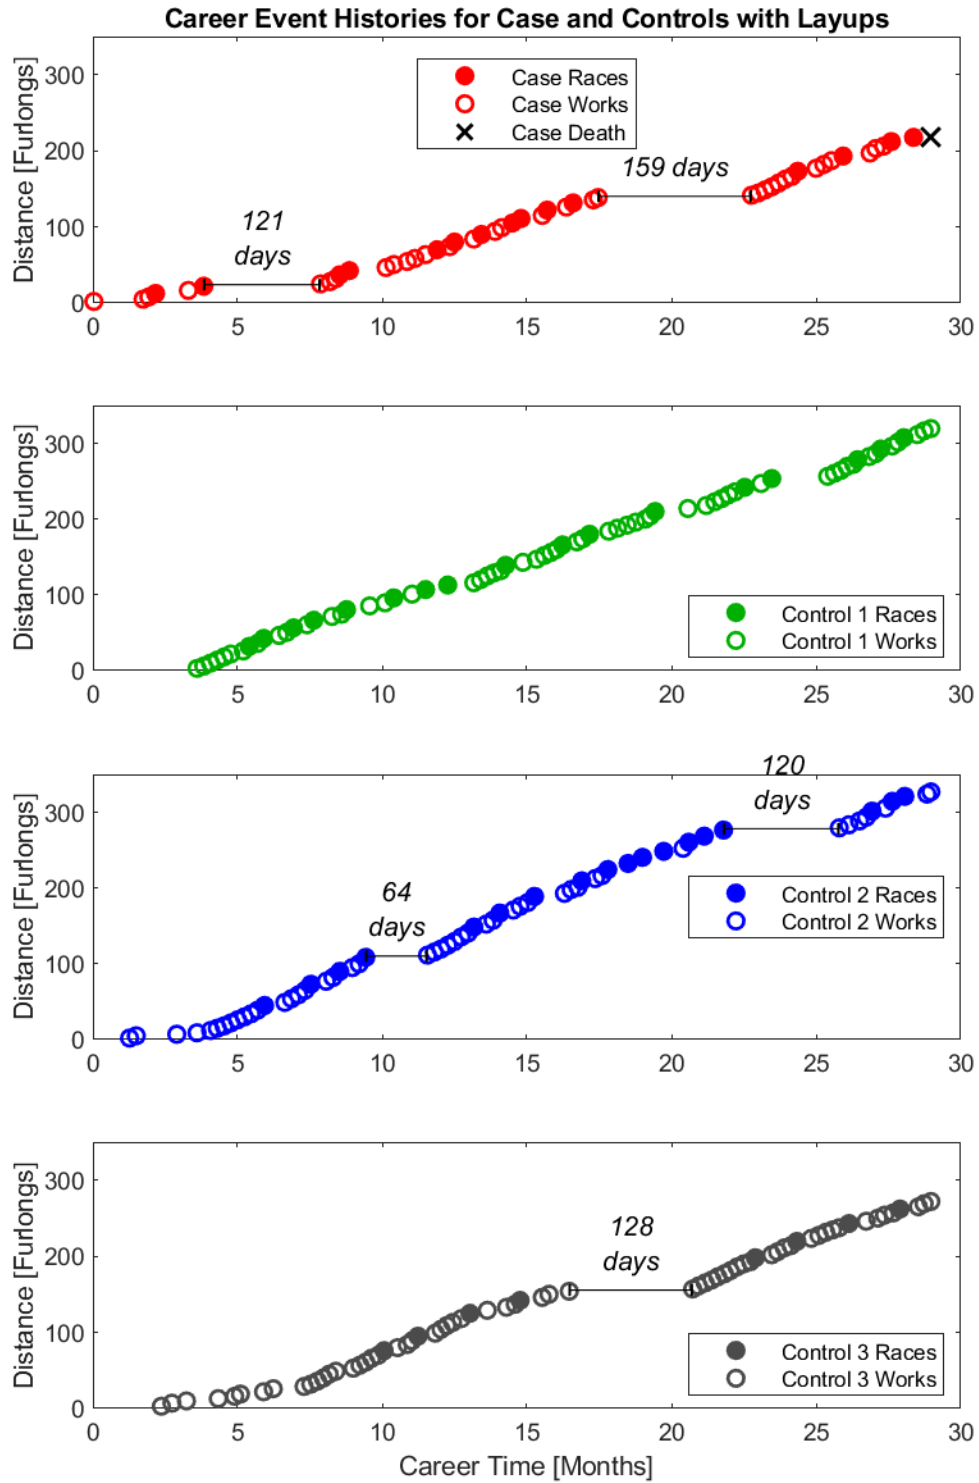 Career Event Histories for Case and Controls with Layups
Distance [Furlongs]
300
200
100
0
Case Races
Case Works
Case Death
121
days
159 days
0 5 10 15 20 25 30
Distance [Furlongs]
300
200
100
0
Control 1 Races
Control 1 Works
0 5 10 15 20 25 30
Distance [Furlongs]
300
200
100
0
64
days
120
days
Control 2 Races
Control 2 Works
0 5 10 15 20 25 30
Distance [Furlongs]
300
200
100
0
128
days
Control 3 Races
Control 3 Works
0 5 10 15 20 25 30
Career Time [Months]